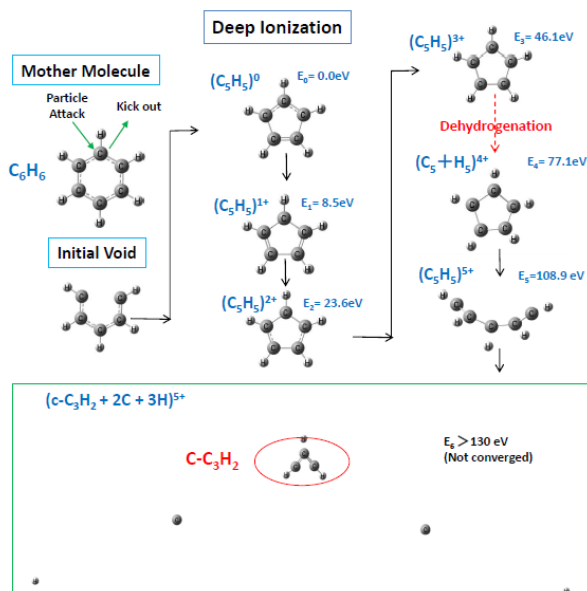 Deep Ionization
Mother Molecule
Particle
Attack
Kick out
C6H6
H
H
H
H
H
H
C
C
C
C
C
C
Initial Void
C
C
C
C
C
H
H
H
H
H
(C5H5)0
E0= 0.0eV
H
H
H
H
H
C
C
C
C
C
(C5H5)1+
E1 = 8.5eV
H
H
H
H
H
C
C
C
C
C
(C5H5)2+
E2 = 23.6eV
H
H
H
H
H
C
C
C
C
C
(C5H5)3+
E3 = 46.1eV
H
H
H
H
H
C
C
C
C
C
Dehydrogenation
(C5+H5)4+
E4= 77.1eV
H
H
H
H
H
C
C
C
C
C
(C5H5)5+
E5=108.9 eV
C
C
C
C
C
H
H
H
H
H
(c-C3H2 + 2C + 3H)5+
C-C3H2
E6 > 130 eV
(Not converged)
H
H
H
C
C
C
C
C
H